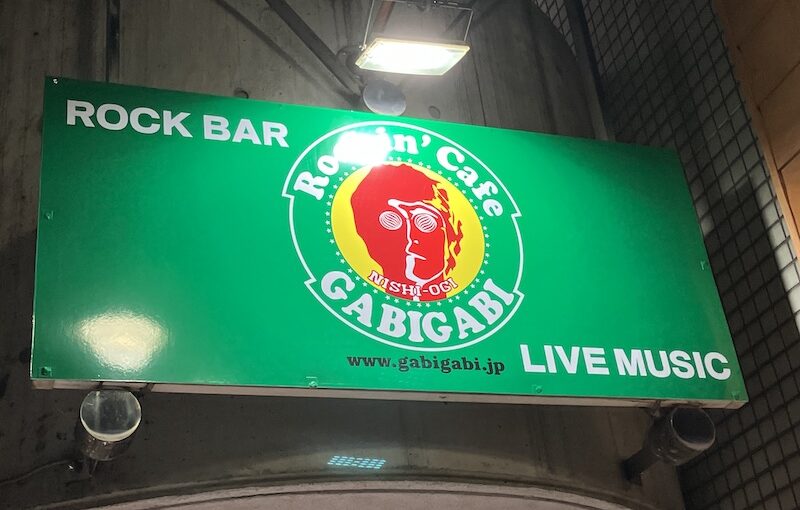 ROCK BAR
Cafe
NISHI-OGI
GABIGABI
www.gabigabi.jp
LIVE MUSIC